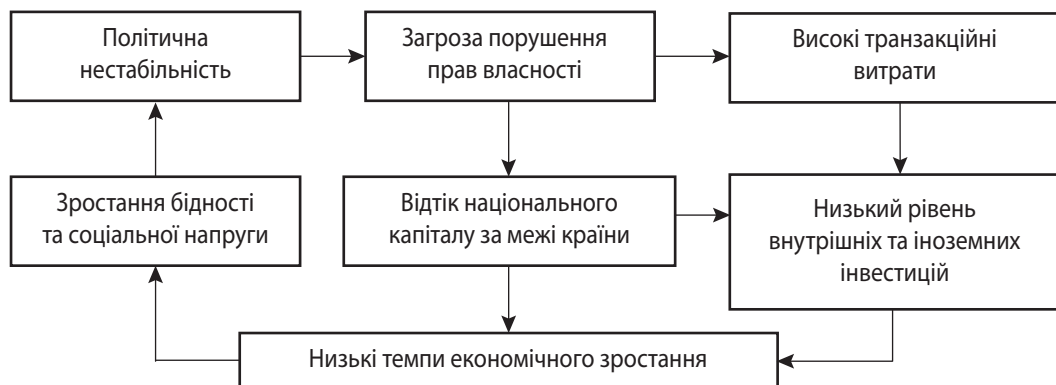 Політична
нестабільність
Загроза порушення
прав власності
Високі транзакційні
витрати
Зростання бідності
та соціальної напруги
Відтік національного
капіталу за межі країни
Низький рівень
внутрішніх та іноземних
інвестицій
Низькі темпи економічного зростання